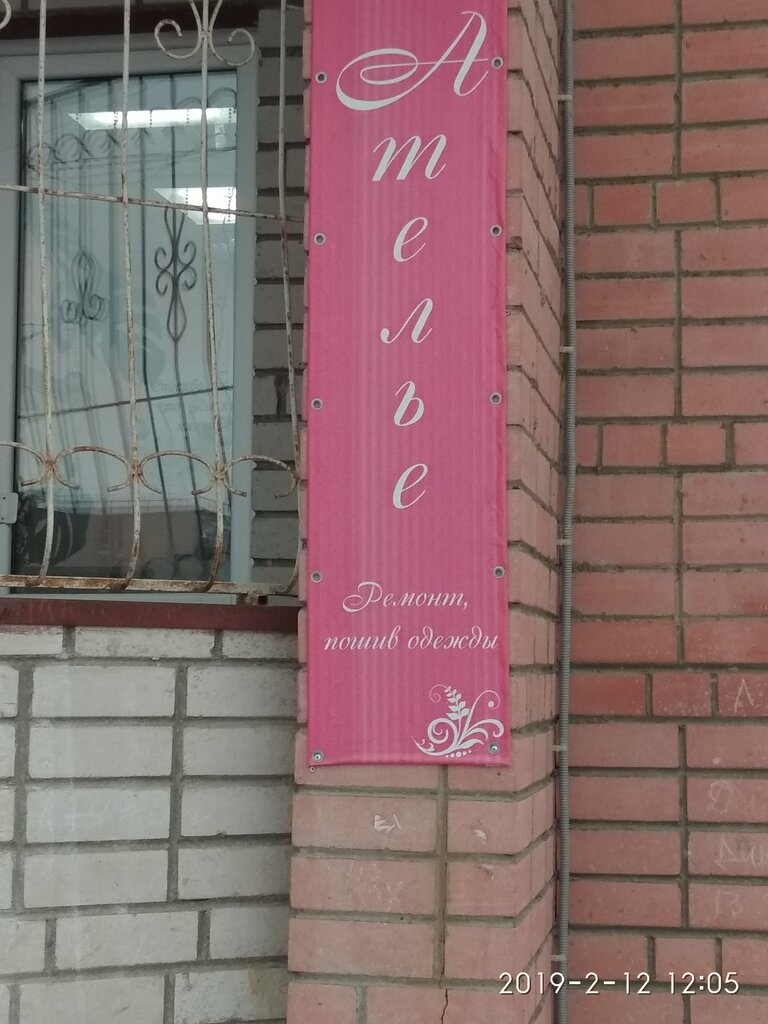 Ателье
Ремонт,
пошив одежды
2019-2-12 12:05